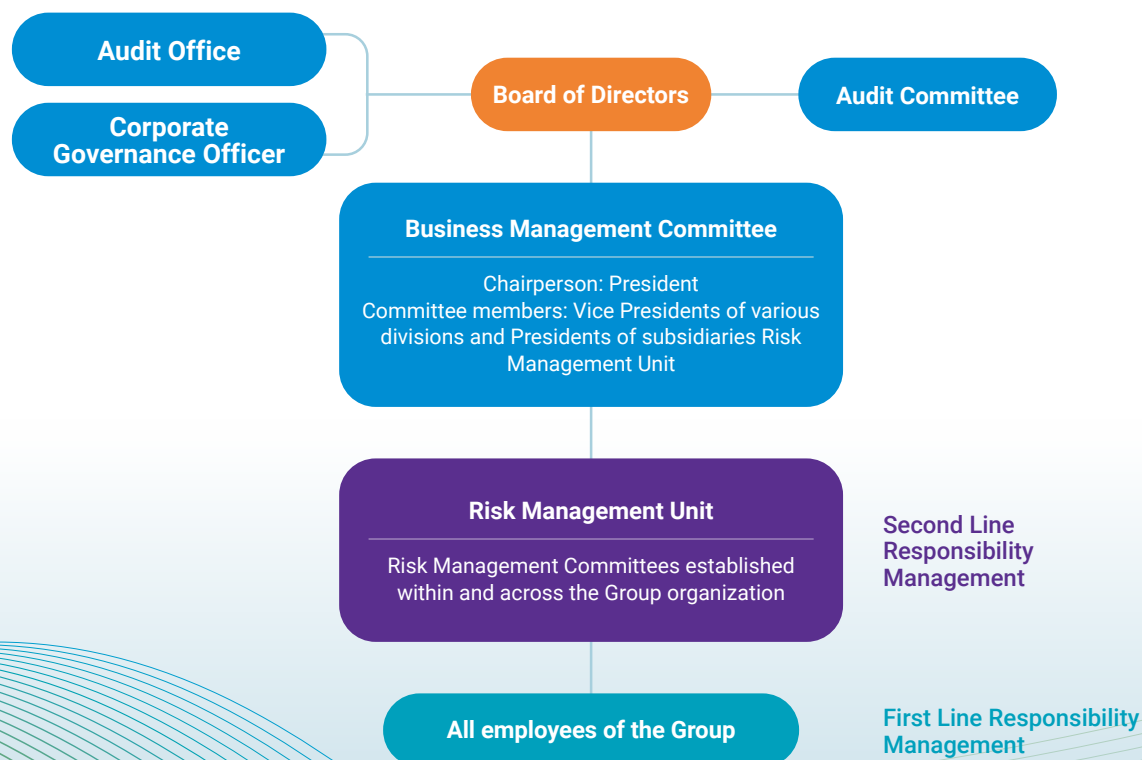 Audit Office
Corporate
Governance Officer
Board of Directors
Audit Committee
Business Management Committee
Chairperson: President
Committee members: Vice Presidents of various
divisions and Presidents of subsidiaries Risk
Management Unit
Risk Management Unit
Risk Management Committees established
within and across the Group organization
Second Line
Responsibility
Management
All employees of the Group
First Line Responsibility
Management